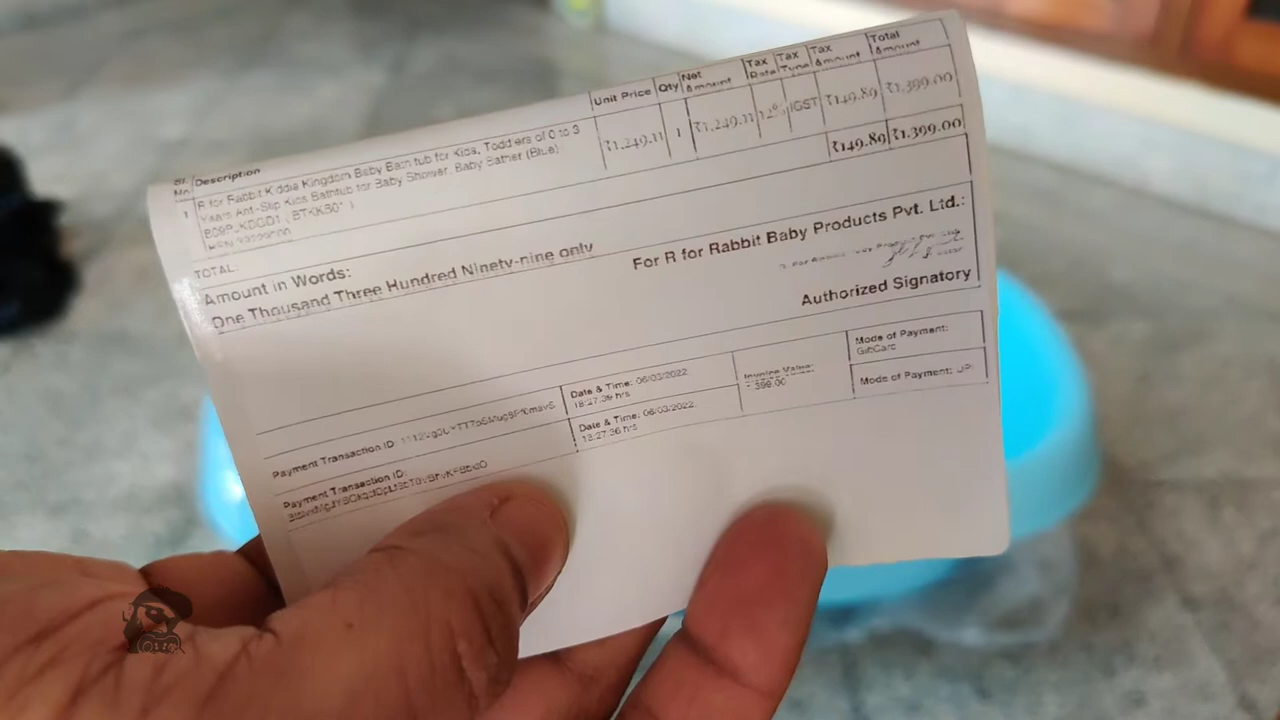 Sl. No Description Unit Price Qty Net Amount Tax Rate Tax Type Tax Amount Total Amount
1 R for Rabbit Kiddie Kingdom Baby Bath tub for Kids, Toddlers of 0 to 3 ₹1,249.11 1 ₹1,249.11 12% IGST ₹149.89 ₹1,399.00
Years Anti-Slip Kids Bathtub for Baby Shower, Baby Bather (Blue)
TOTAL: ₹149.89 ₹1,399.00
Amount in Words:
One Thousand Three Hundred Ninety-nine only
For R for Rabbit Baby Products Pvt. Ltd.:
Authorized Signatory
Payment Transaction ID: Date & Time: 06/03/2022, 18:27:39 hrs Invoice Value: Mode of Payment: GiftCard
Payment Transaction ID: Date & Time: 06/03/2022, 18:27:36 hrs Mode of Payment: UPI